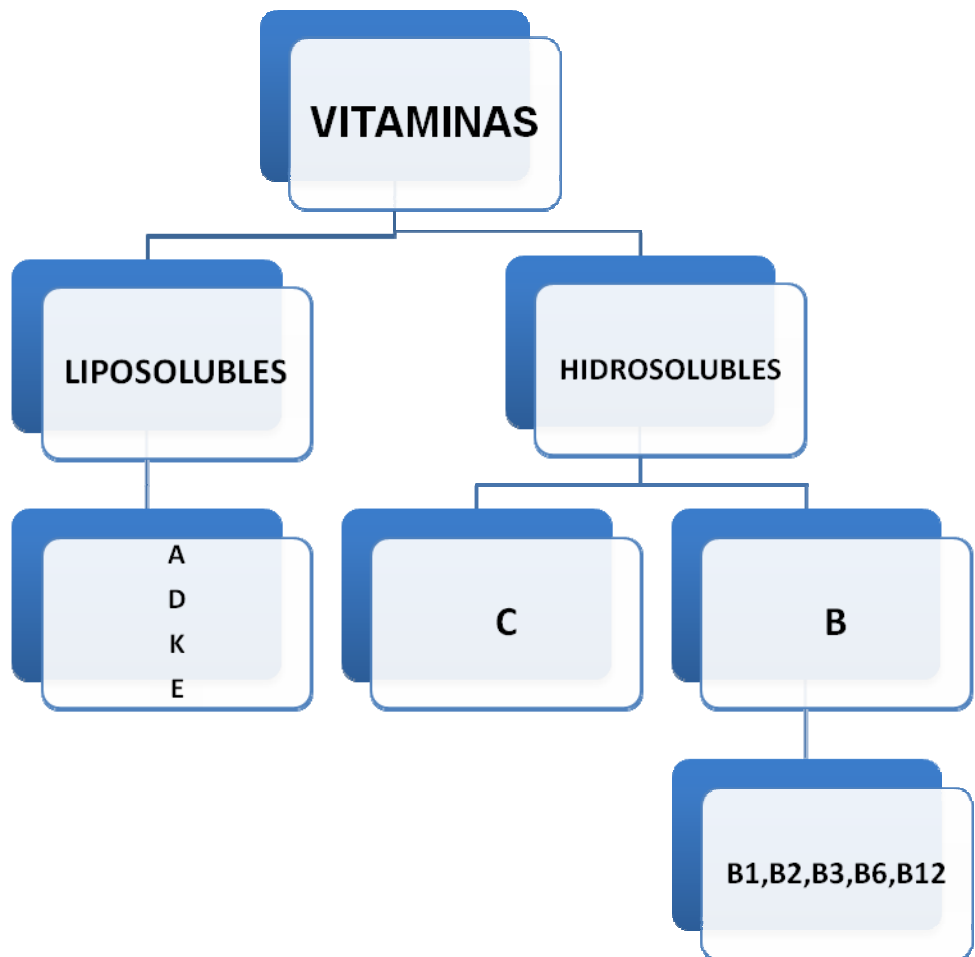 VITAMINAS
LIPOSOLUBLES
HIDROSOLUBLES
A
D
K
E
C
B
B1,B2,B3,B6,B12